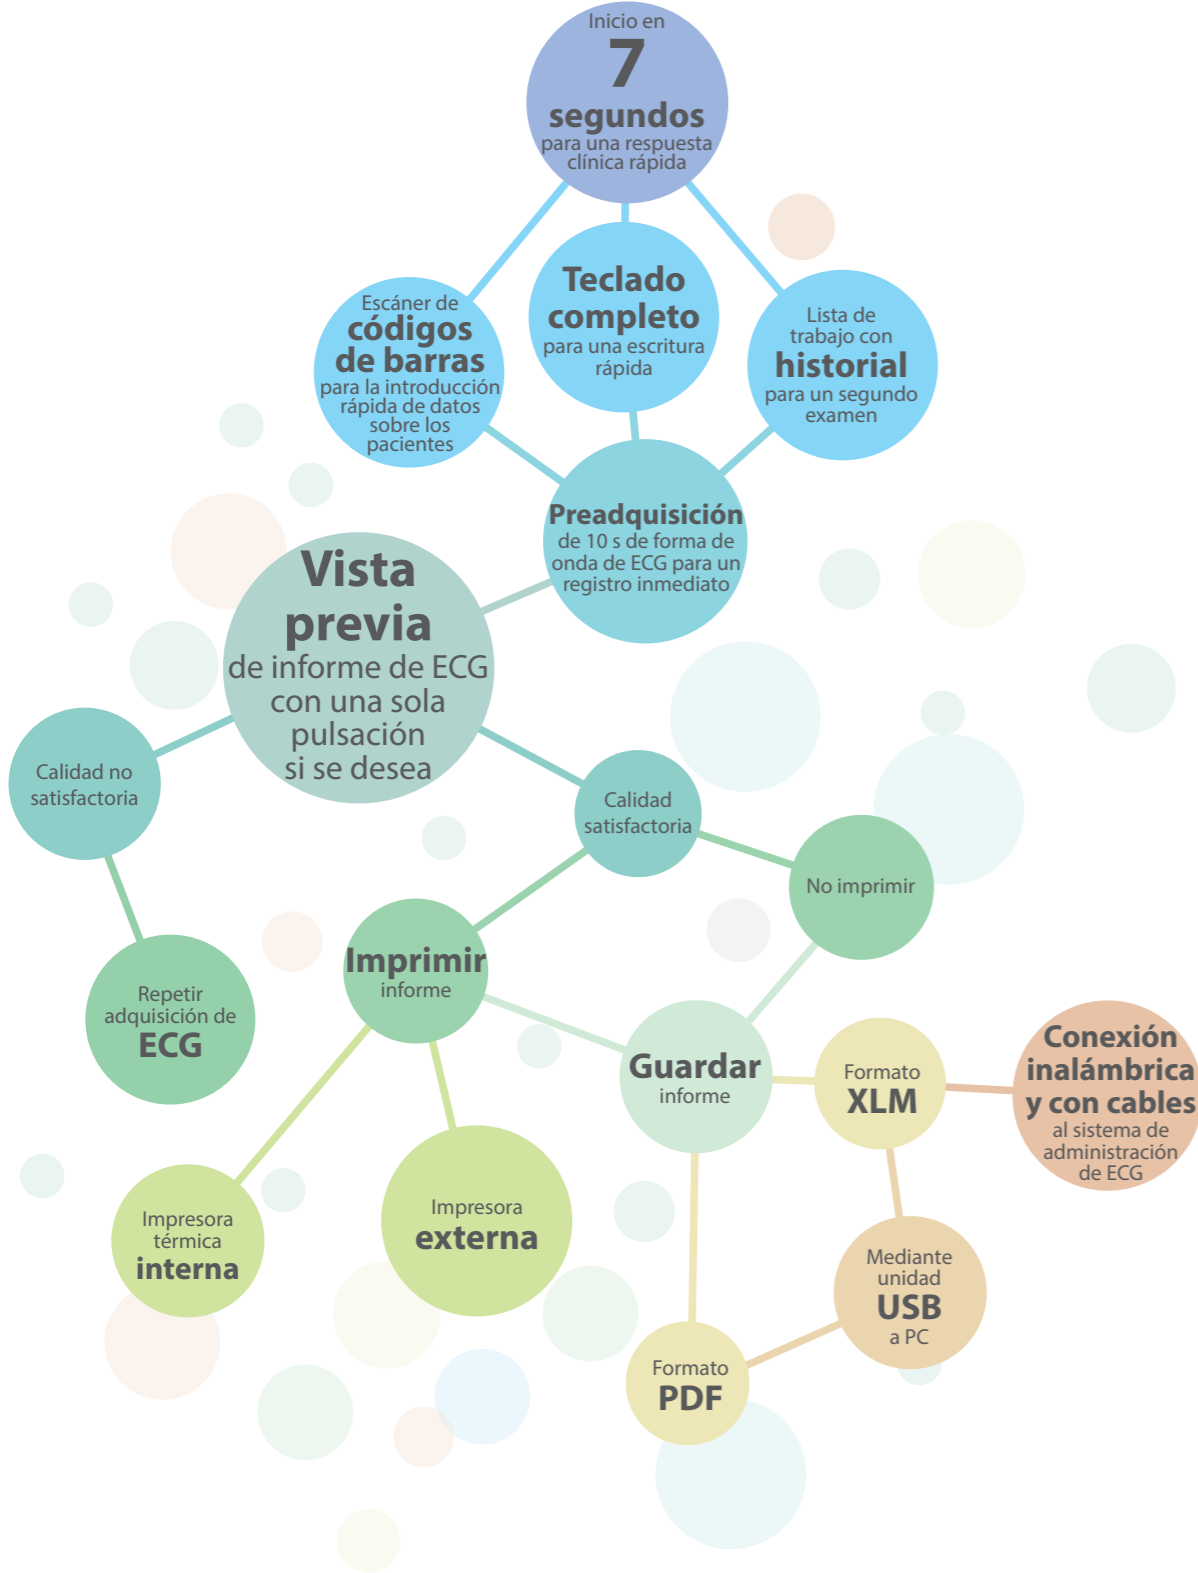 Inicio en
7
segundos
para una respuesta
clínica rápida
Escáner de
códigos
de barras
para la introducción
rápida de datos
sobre los
pacientes
Teclado
completo
para una escritura
rápida
Lista de
trabajo con
historial
para un segundo
examen
Preadquisición
de 10 s de forma de
onda de ECG para un
registro inmediato
Vista
previa
de informe de ECG
con una sola
pulsación
si se desea
Calidad no
satisfactoria
Calidad
satisfactoria
No imprimir
Imprimir
informe
Repetir
adquisición de
ECG
Guardar
informe
Formato
XLM
Conexión
inalámbrica
y con cables
al sistema de
administración
de ECG
Impresora
térmica
interna
Impresora
externa
Mediante
unidad
USB
a PC
Formato
PDF